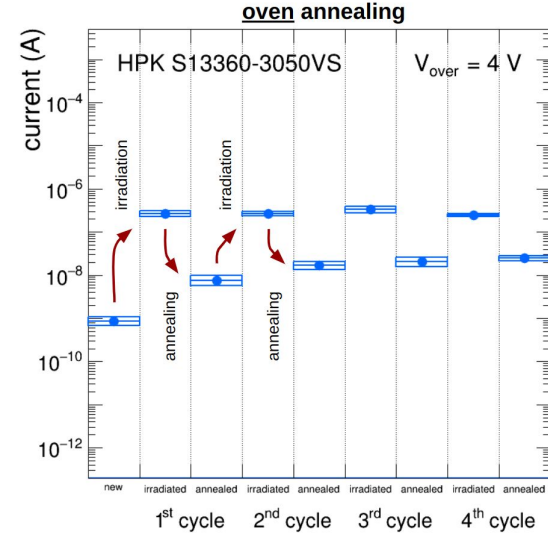 oven annealing
HPK S13360-3050VS
V_over = 4 V
current (A)
10⁻⁴
10⁻⁶
10⁻⁸
10⁻¹⁰
10⁻¹²
irradiation
annealing
irradiation
annealing
new irradiated annealed irradiated annealed irradiated annealed irradiated annealed
1ˢᵗ cycle 2ⁿᵈ cycle 3ʳᵈ cycle 4ᵗʰ cycle